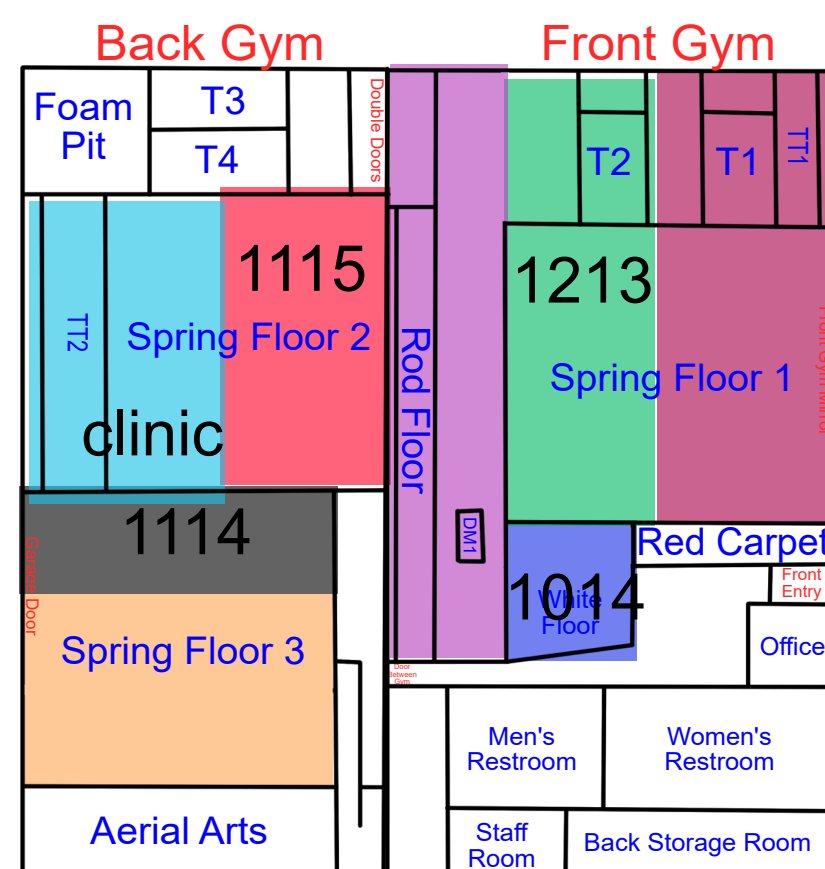 Back Gym
Front Gym
Foam
Pit
T3
T4
Double Doors
T2
T1
TT1
1115
1213
TT2
Spring Floor 2
Rod Floor
Spring Floor 1
clinic
1114
DM1
Red Carpet
Garage Door
1014
White
Floor
Front
Entry
Spring Floor 3
Office
Door
Between
Gym
Men's
Restroom
Women's
Restroom
Aerial Arts
Staff
Room
Back Storage Room